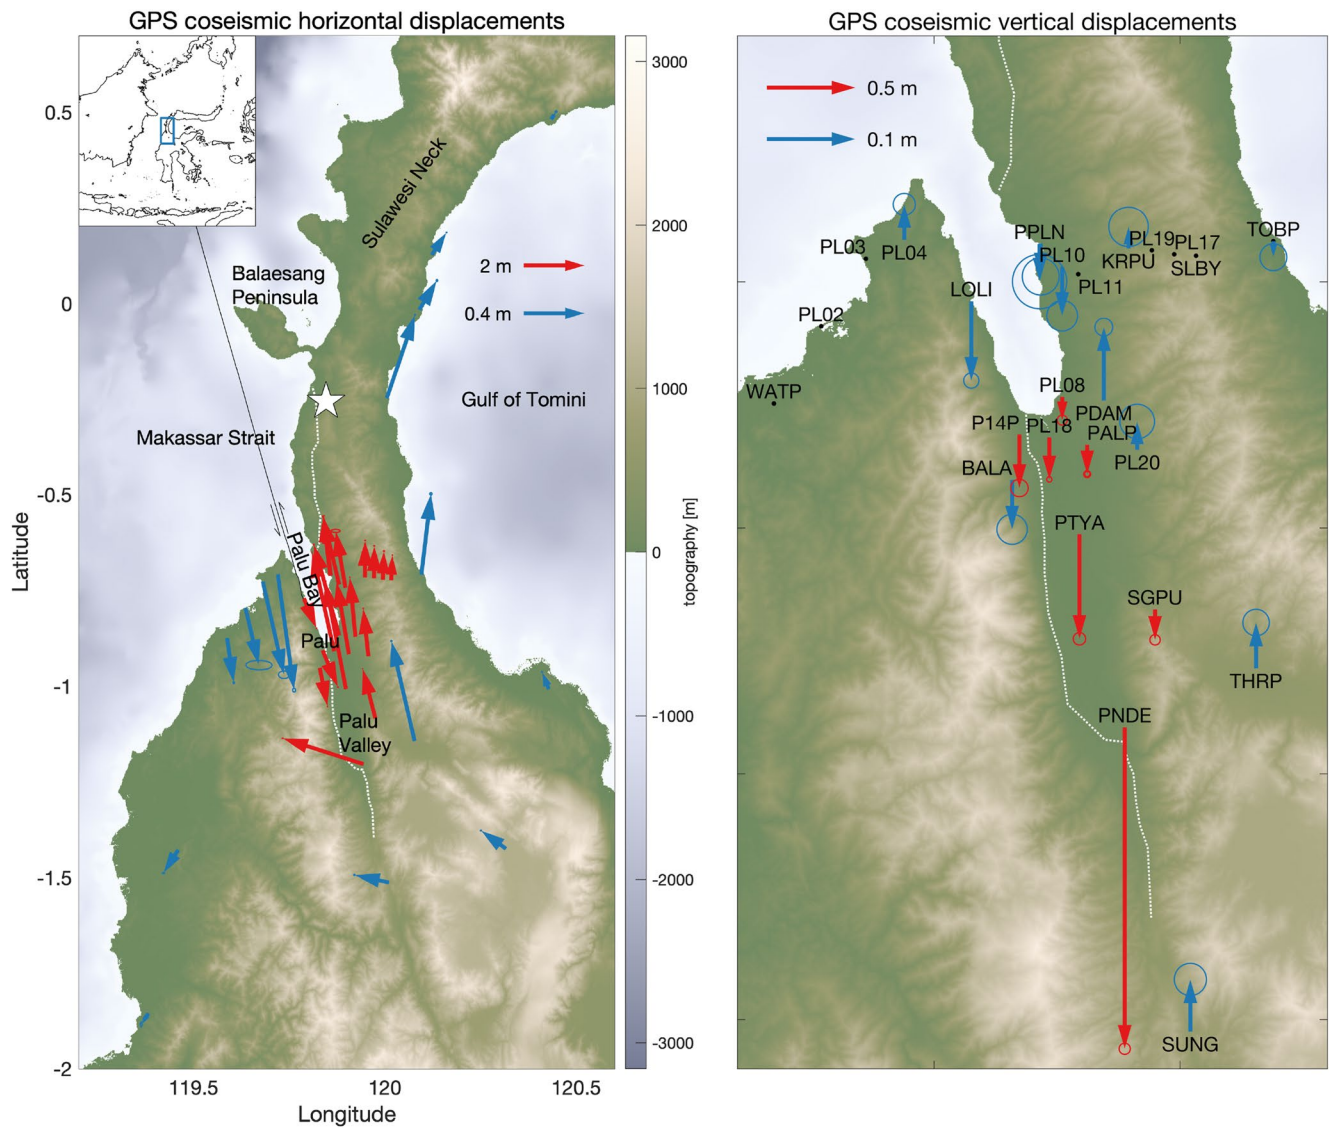 GPS coseismic horizontal displacements
0.5
0
-0.5
-1
-1.5
-2
Latitude
119.5
120
120.5
Longitude
Sulawesi Neck
Balaesang
Peninsula
2 m
0.4 m
Gulf of Tomini
Makassar Strait
Palu Bay
Palu
Palu
Valley
3000
2000
1000
0
-1000
-2000
-3000
topography [m]
GPS coseismic vertical displacements
0.5 m
0.1 m
PL03
PL04
PPLN
PL10
PL19
PL17
TOBP
KRPU
SLBY
PL11
LOLI
PL02
WATP
PL08
P14P
PL18
PDAM
PALP
BALA
PL20
PTYA
SGPU
THRP
PNDE
SUNG